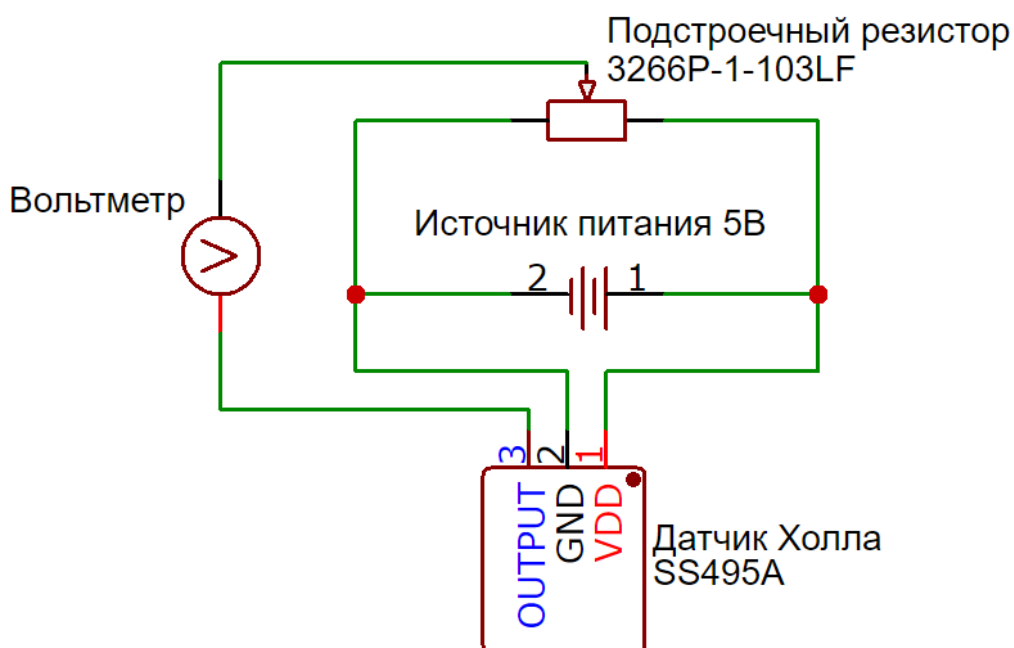 Подстроечный резистор
3266P-1-103LF
Вольтметр
V
Источник питания 5В
2 1
3 2 1
OUTPUT GND VDD
Датчик Холла
SS495A